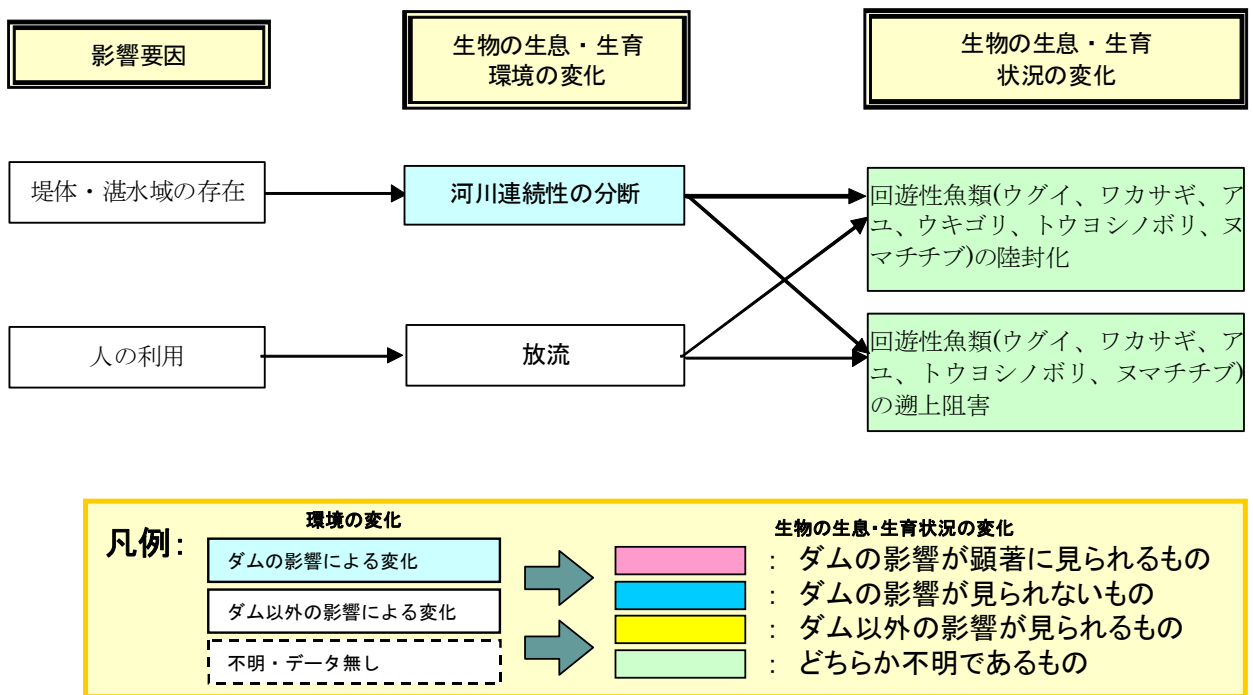 影響要因
生物の生息・生育
環境の変化
生物の生息・生育
状況の変化
堤体・湛水域の存在
河川連続性の分断
回遊性魚類(ウグイ、ワカサギ、ア
ユ、ウキゴリ、トウヨシノボリ、ヌ
マチチブ)の陸封化
人の利用
放流
回遊性魚類(ウグイ、ワカサギ、ア
ユ、トウヨシノボリ、ヌマチチブ)
の遡上阻害
凡例:
環境の変化
ダムの影響による変化
ダム以外の影響による変化
不明・データ無し
生物の生息・生育状況の変化
: ダムの影響が顕著に見られるもの
: ダムの影響が見られないもの
: ダム以外の影響が見られるもの
: どちらか不明であるもの